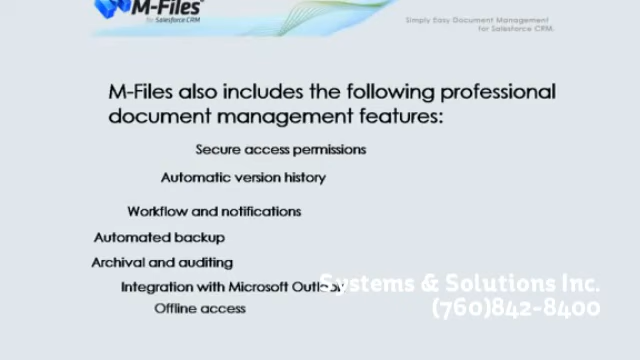 M-Files
for Salesforce CRM
Simply Easy Document Management
for Salesforce CRM
M-Files also includes the following professional
document management features:
Secure access permissions
Automatic version history
Workflow and notifications
Automated backup
Archival and auditing
Integration with Microsoft Outlook
Systems & Solutions Inc.
(760)842-8400
Offline access